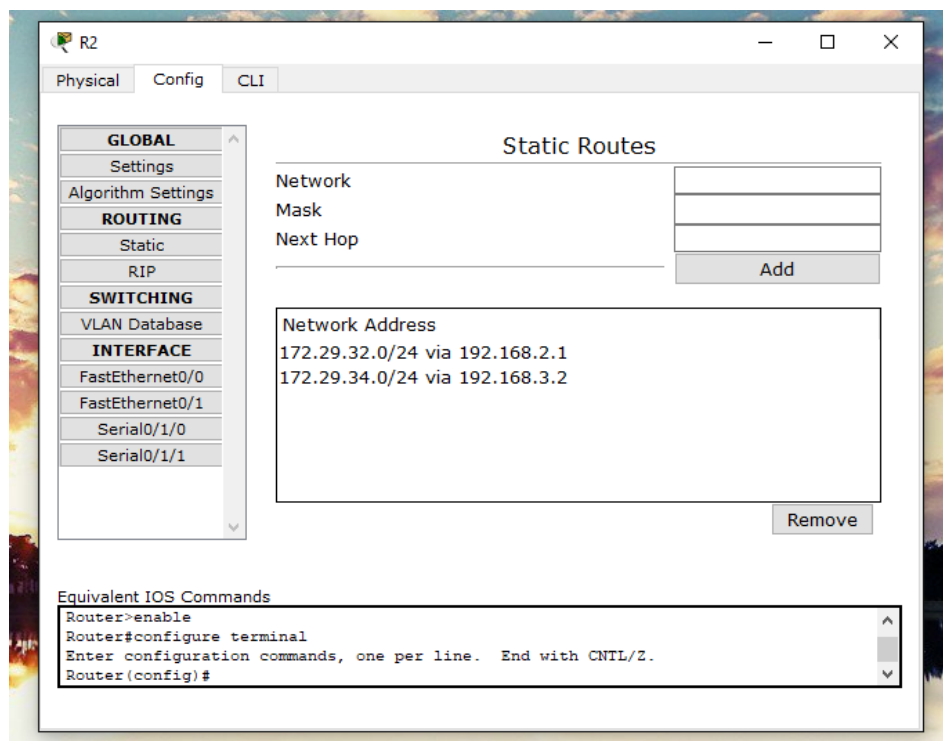 R2
Physical Config CLI
GLOBAL
Settings
Algorithm Settings
ROUTING
Static
RIP
SWITCHING
VLAN Database
INTERFACE
FastEthernet0/0
FastEthernet0/1
Serial0/1/0
Serial0/1/1
Static Routes
Network
Mask
Next Hop
Add
Network Address
172.29.32.0/24 via 192.168.2.1
172.29.34.0/24 via 192.168.3.2
Remove
Equivalent IOS Commands
Router>enable
Router#configure terminal
Enter configuration commands, one per line. End with CNTL/Z.
Router(config)#